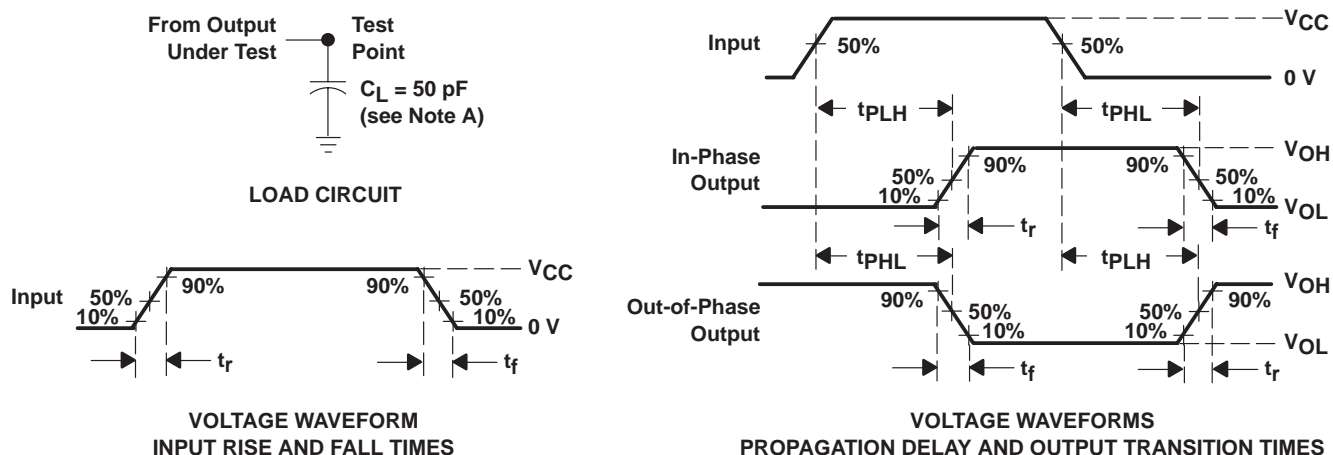 From Output
Under Test
Test
Point
CL = 50 pF
(see Note A)
LOAD CIRCUIT
Input
50%
10%
90%
90%
50%
10%
VCC
0 V
tr
tf
VOLTAGE WAVEFORM
INPUT RISE AND FALL TIMES
Input
50%
50%
VCC
0 V
tPLH
tPHL
In-Phase
Output
50%
10%
90%
90%
50%
10%
VOH
VOL
tr
tf
tPHL
tPLH
Out-of-Phase
Output
90%
50%
10%
50%
10%
90%
VOH
VOL
tf
tr
VOLTAGE WAVEFORMS
PROPAGATION DELAY AND OUTPUT TRANSITION TIMES